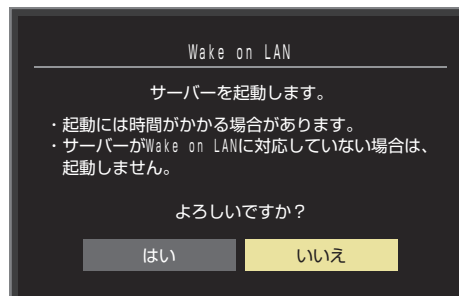 Wake on LAN
サーバーを起動します。
・起動には時間がかかる場合があります。
・サーバーがWake on LANに対応していない場合は、
起動しません。
よろしいですか？
はい
いいえ